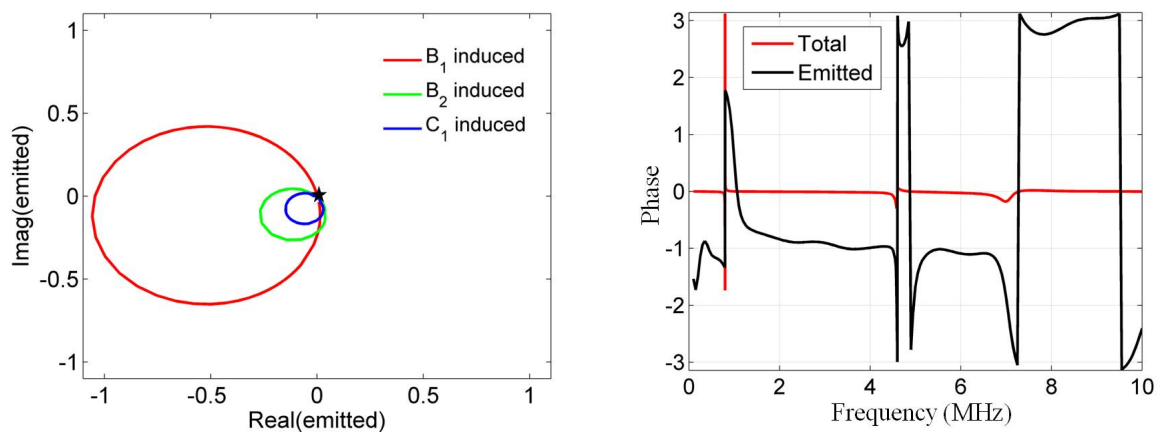 1
0.5
0
-0.5
-1
Imag(emitted)
-1
-0.5
0
0.5
1
Real(emitted)
B1 induced
B2 induced
C1 induced
3
2
1
0
-1
-2
-3
Phase
0
2
4
6
8
10
Frequency (MHz)
Total
Emitted